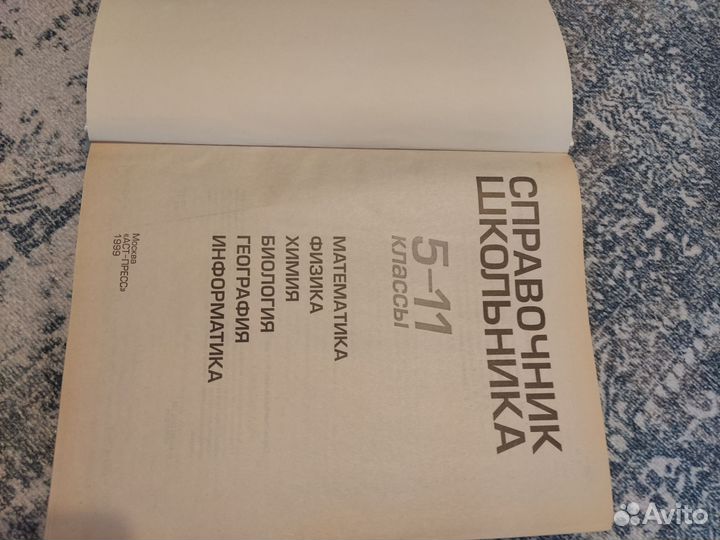 СПРАВОЧНИК
ШКОЛЬНИКА
5–11
классы
МАТЕМАТИКА
ФИЗИКА
ХИМИЯ
БИОЛОГИЯ
ГЕОГРАФИЯ
ИНФОРМАТИКА
Москва
«АСТ-ПРЕСС»
1999
Avito